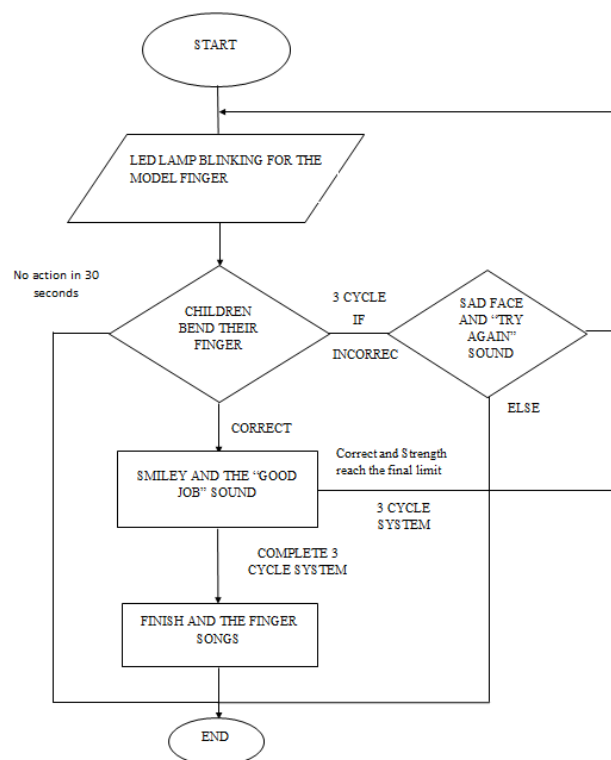 START
LED LAMP BLINKING FOR THE
MODEL FINGER
No action in 30
seconds
CHILDREN
BEND THEIR
FINGER
3 CYCLE
IF
INCORREC
SAD FACE
AND “TRY
AGAIN”
SOUND
ELSE
CORRECT
SMILEY AND THE “GOOD
JOB” SOUND
Correct and Strength
reach the final limit
3 CYCLE
SYSTEM
COMPLETE 3
CYCLE SYSTEM
FINISH AND THE FINGER
SONGS
END